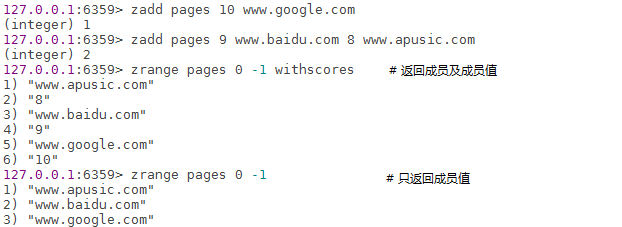 127.0.0.1:6359> zadd pages 10 www.google.com
(integer) 1
127.0.0.1:6359> zadd pages 9 www.baidu.com 8 www.apusic.com
(integer) 2
127.0.0.1:6359> zrange pages 0 -1 withscores # 返回成员及成员值
1) "www.apusic.com"
2) "8"
3) "www.baidu.com"
4) "9"
5) "www.google.com"
6) "10"
127.0.0.1:6359> zrange pages 0 -1 # 只返回成员值
1) "www.apusic.com"
2) "www.baidu.com"
3) "www.google.com"